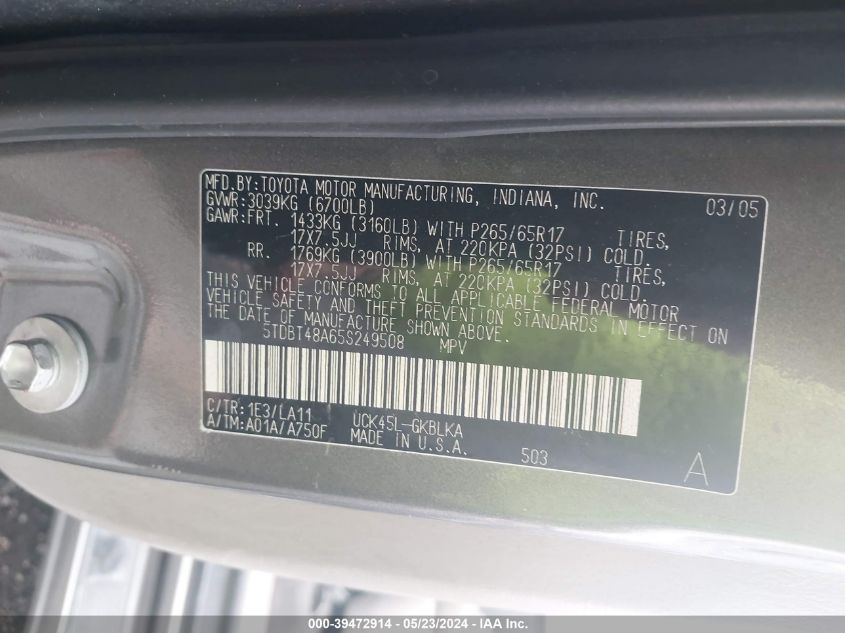 MFD.BY:TOYOTA MOTOR MANUFACTURING, INDIANA, INC. 03/05
GVWR:3039KG (6700LB)
GAWR:FRT. 1433KG (3160LB) WITH P265/65R17 TIRES,
17X7.5JJ RIMS, AT 220KPA (32PSI) COLD.
RR. 1769KG (3900LB) WITH P265/65R17 TIRES,
17X7.5JJ RIMS, AT 220KPA (32PSI) COLD.
THIS VEHICLE CONFORMS TO ALL APPLICABLE FEDERAL MOTOR
VEHICLE SAFETY AND THEFT PREVENTION STANDARDS IN EFFECT ON
THE DATE OF MANUFACTURE SHOWN ABOVE.
5TDBT48A65S249508 MPV
C/TR:1E3/LA11 UCK45L-GKBLKA
A/TM:A01A/A750F MADE IN U.S.A. 503 A
000-39472914 - 05/23/2024 - IAA Inc.